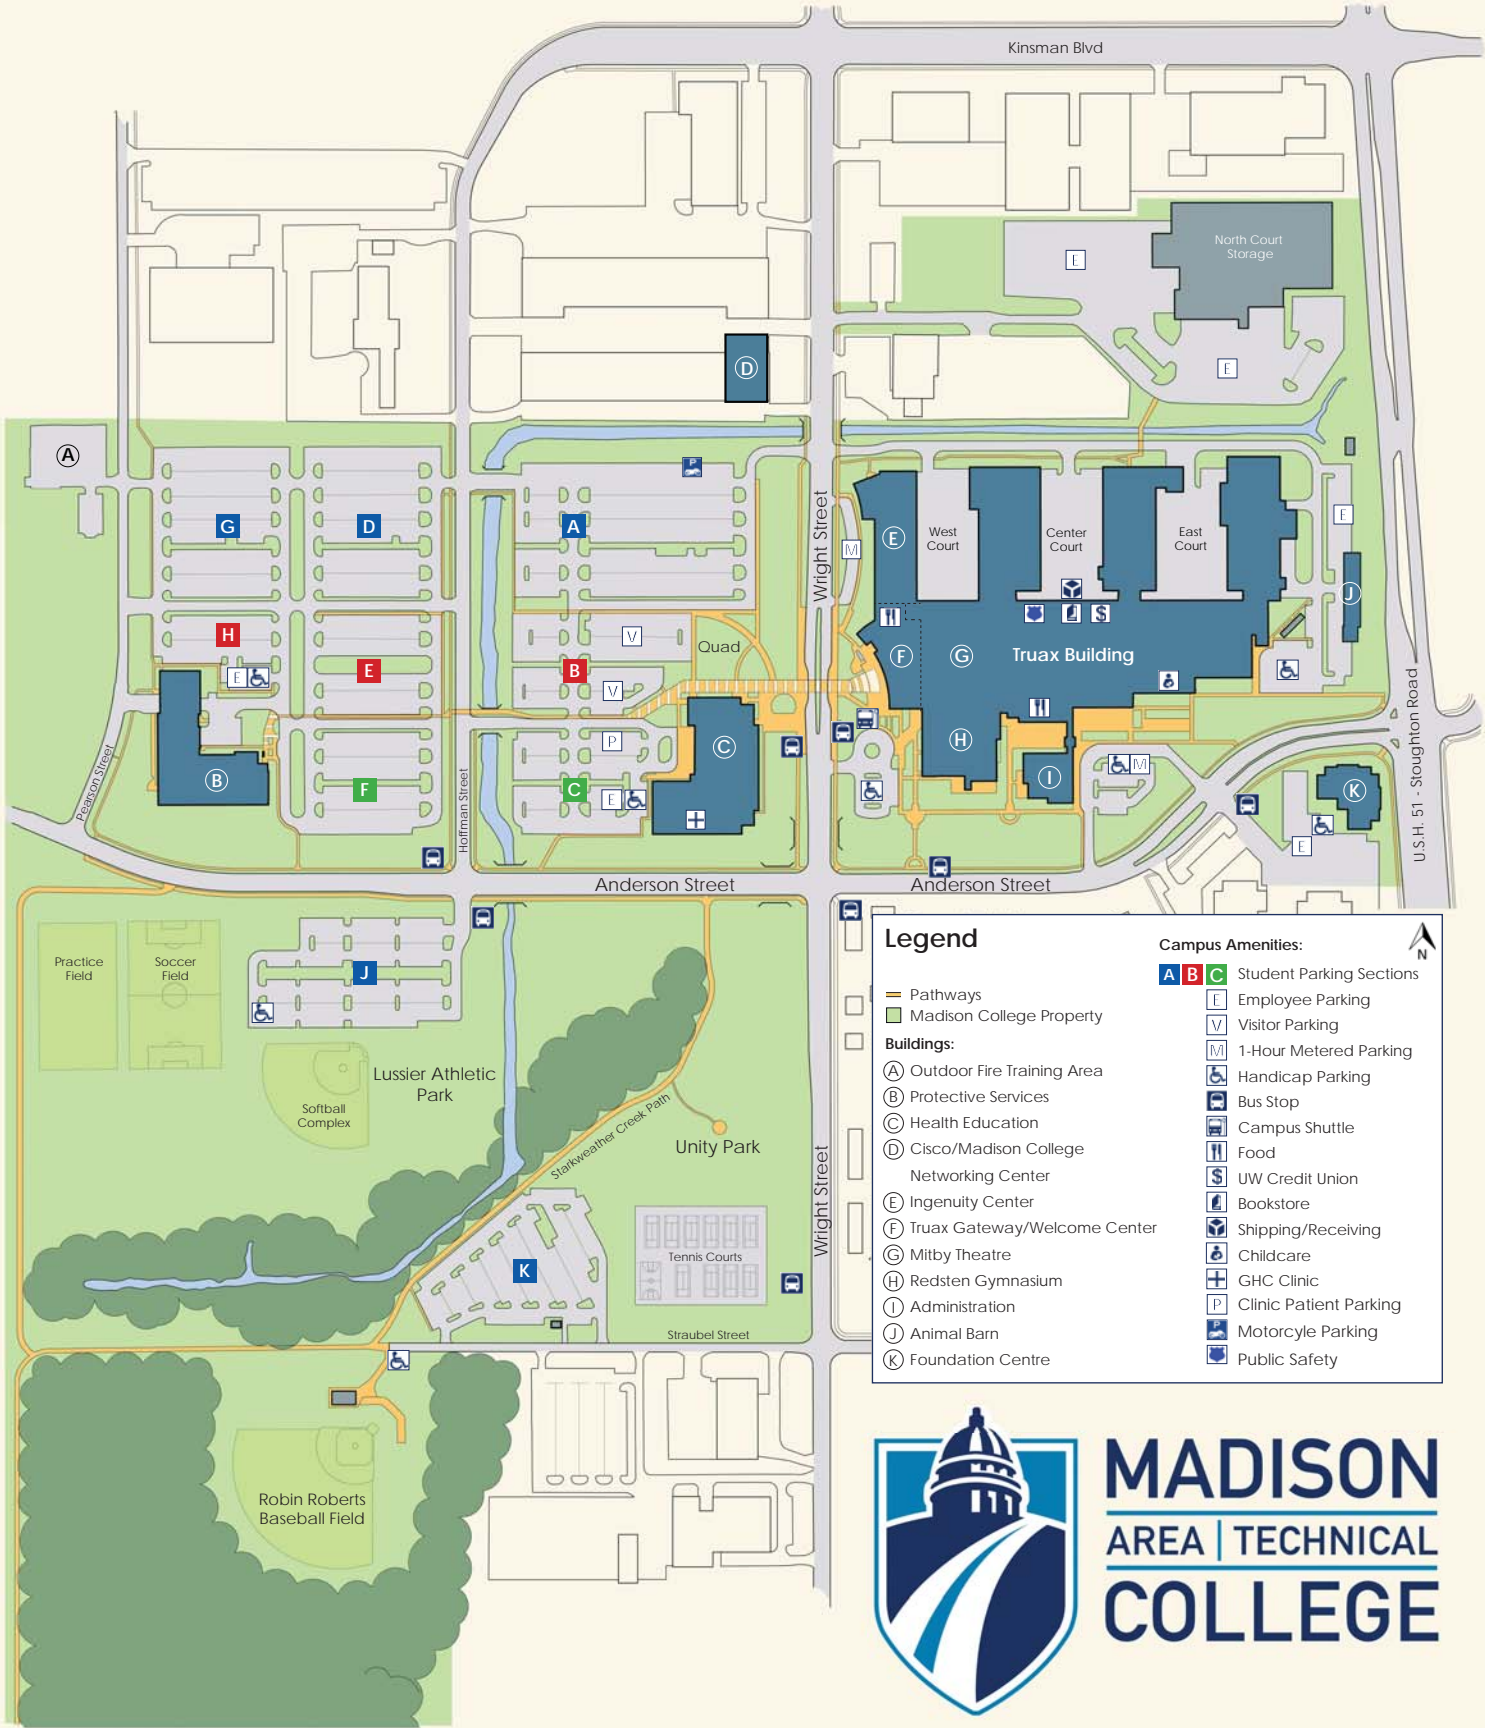 Kinsman Blvd
North Court
Storage
E
D
E
A
P
G
D
A
E
West
Court
Center
Court
East
Court
E
M
Wright Street
J
H
V
Quad
F
G
Truax Building
$
E
E
B
V
U.S.H. 51 - Stoughton Road
Pearson Street
B
F
Hoffman Street
P
C
E
C
H
I
M
K
E
Anderson Street
Anderson Street
Practice
Field
Soccer
Field
J
Softball
Complex
Lussier Athletic
Park
Starkweather Creek Path
Unity Park
Wright Street
K
Tennis Courts
Straubel Street
Robin Roberts
Baseball Field
Legend
Pathways
Madison College Property
Buildings:
A Outdoor Fire Training Area
B Protective Services
C Health Education
D Cisco/Madison College
Networking Center
E Ingenuity Center
F Truax Gateway/Welcome Center
G Mitby Theatre
H Redsten Gymnasium
I Administration
J Animal Barn
K Foundation Centre
Campus Amenities:
N
A B C Student Parking Sections
E Employee Parking
V Visitor Parking
M 1-Hour Metered Parking
Handicap Parking
Bus Stop
Campus Shuttle
Food
$ UW Credit Union
Bookstore
Shipping/Receiving
Childcare
GHC Clinic
P Clinic Patient Parking
P Motorcyle Parking
Public Safety
MADISON
AREA | TECHNICAL
COLLEGE